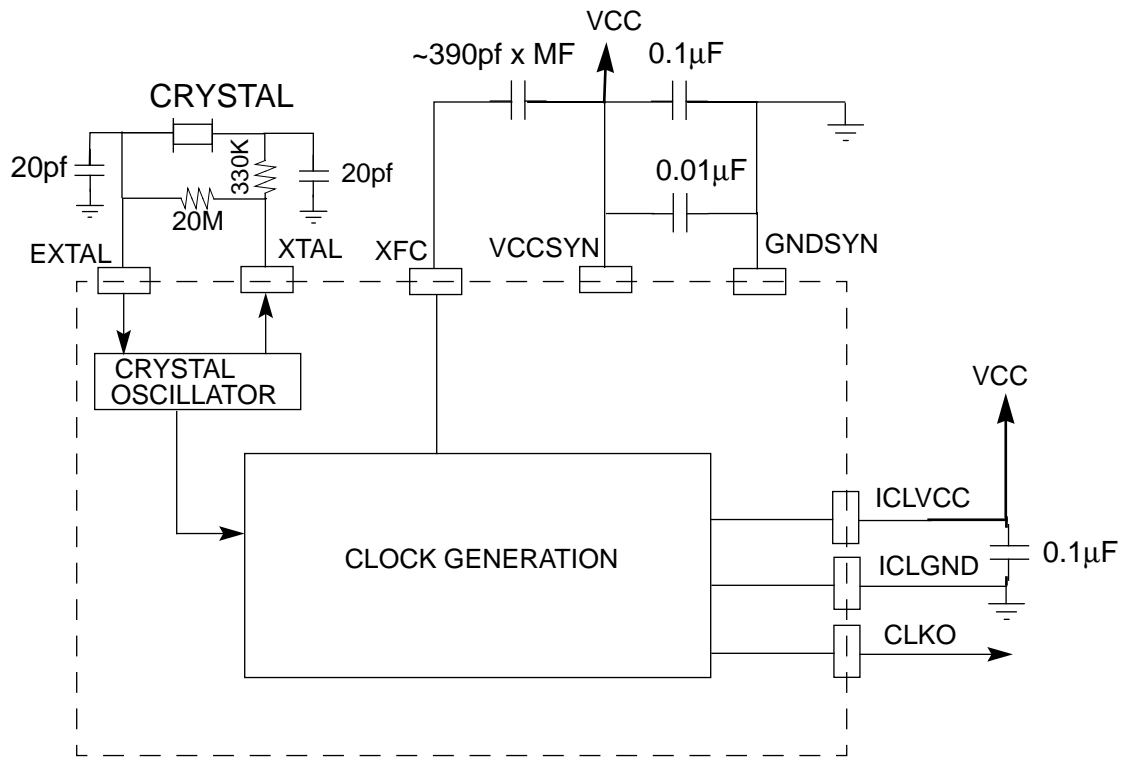 VCC
~390pf x MF
0.1µF
CRYSTAL
20pf
330K
20pf
20M
0.01µF
EXTAL
XTAL
XFC
VCCSYN
GNDSYN
CRYSTAL
OSCILLATOR
VCC
CLOCK GENERATION
ICLVCC
0.1µF
ICLGND
CLKO